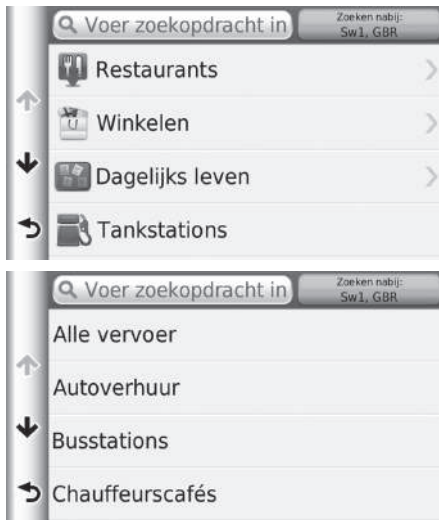 Voer zoekopdracht in
Zoeken nabij:
Sw1, GBR
Restaurants
Winkelen
Dagelijks leven
Tankstations
Voer zoekopdracht in
Zoeken nabij:
Sw1, GBR
Alle vervoer
Autoverhuur
Busstations
Chauffeurscafés